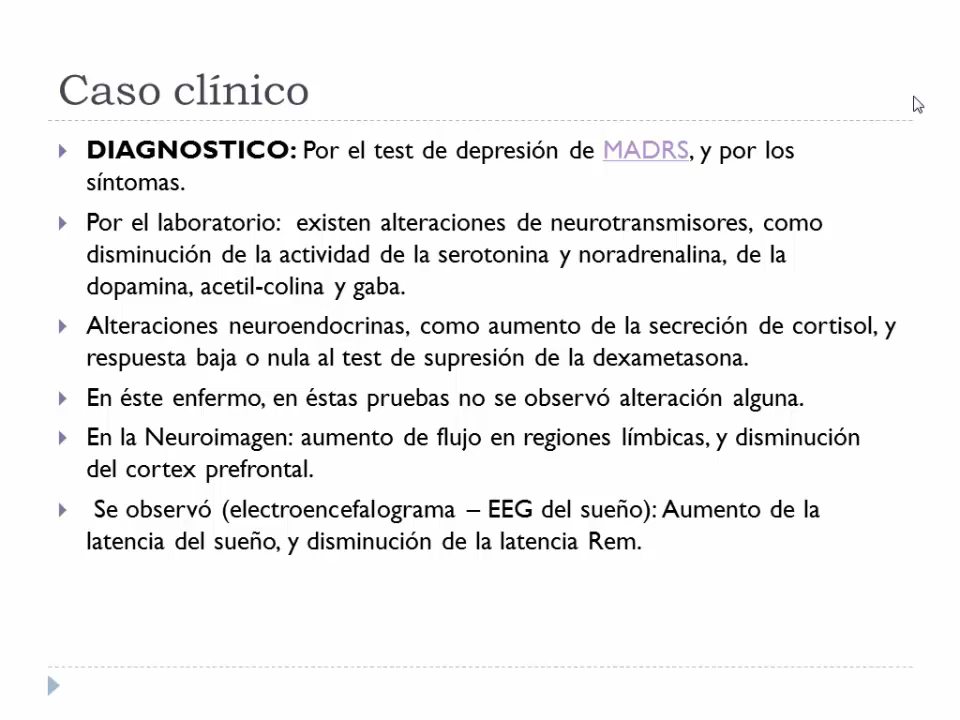 Caso clínico
DIAGNOSTICO: Por el test de depresión de MADRS, y por los
síntomas.
Por el laboratorio: existen alteraciones de neurotransmisores, como
disminución de la actividad de la serotonina y noradrenalina, de la
dopamina, acetil-colina y gaba.
Alteraciones neuroendocrinas, como aumento de la secreción de cortisol, y
respuesta baja o nula al test de supresión de la dexametasona.
En éste enfermo, en éstas pruebas no se observó alteración alguna.
En la Neuroimagen: aumento de flujo en regiones límbicas, y disminución
del cortex prefrontal.
Se observó (electroencefalograma – EEG del sueño): Aumento de la
latencia del sueño, y disminución de la latencia Rem.